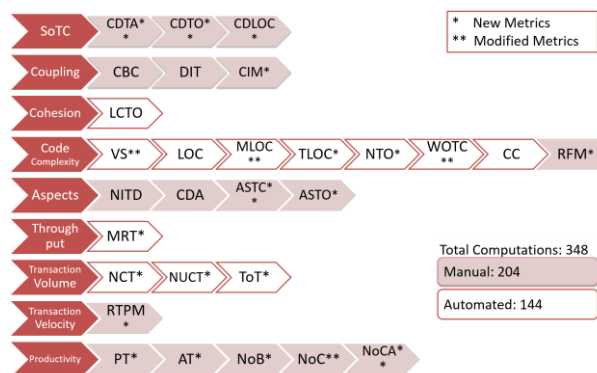 SoTC
CDTA*
*
CDTO*
*
CDLOC
*
* New Metrics
** Modified Metrics
Coupling
CBC
DIT
CIM*
Cohesion
LCTO
Code
Complexity
VS**
LOC
MLOC
**
TLOC*
NTO*
WOTC
**
CC
RFM*
Aspects
NITD
CDA
ASTC*
*
ASTO*
Through
put
MRT*
Transaction
Volume
NCT*
NUCT*
ToT*
Total Computations: 348
Manual: 204
Automated: 144
Transaction
Velocity
RTPM
*
Productivity
PT*
AT*
NoB*
NoC**
NoCA*
*